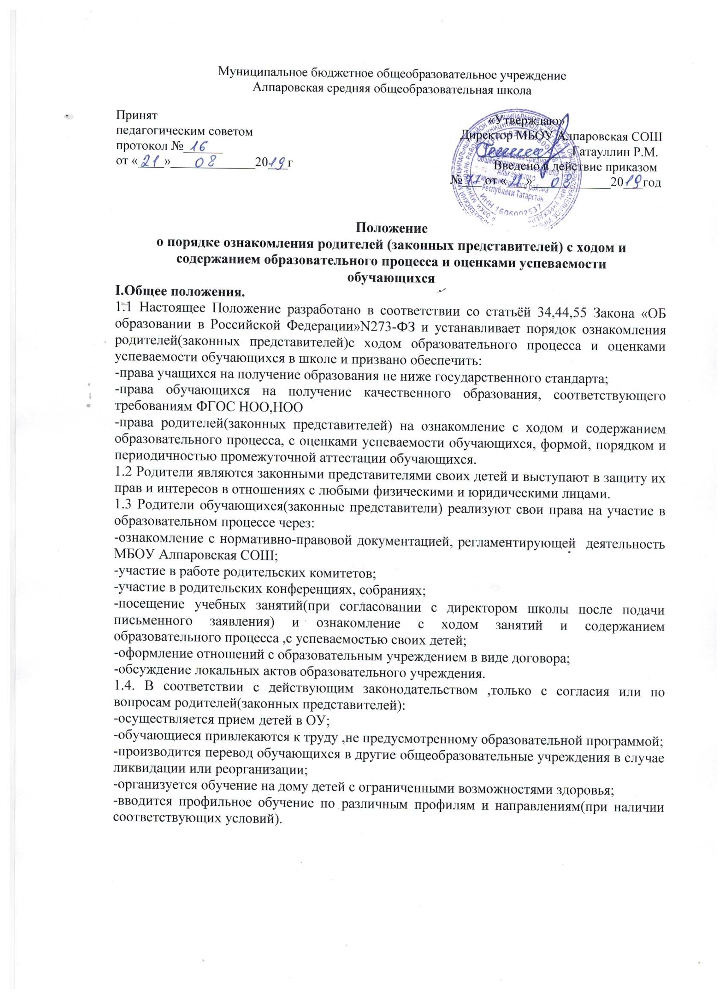 Муниципальное бюджетное общеобразовательное учреждение
Алпаровская средняя общеобразовательная школа
Принят
педагогическим советом
протокол № 16
от «21» 08 2019г
«Утверждаю»
Директор МБОУ Алпаровская СОШ
Гатауллин Р.М.
Введено в действие приказом
№ от « » 08 2019год
общеобразовательная школа
муниципального района
Республики Татарстан
ИНН
Положение
о порядке ознакомления родителей (законных представителей) с ходом и
содержанием образовательного процесса и оценками успеваемости
обучающихся
I.Общее положения.
1.1 Настоящее Положение разработано в соответствии со статьёй 34,44,55 Закона «ОБ
образовании в Российской Федерации»N273-ФЗ и устанавливает порядок ознакомления
родителей(законных представителей)с ходом образовательного процесса и оценками
успеваемости обучающихся в школе и призвано обеспечить:
-права учащихся на получение образования не ниже государственного стандарта;
-права обучающихся на получение качественного образования, соответствующего
требованиям ФГОС НОО,НОО
-права родителей(законных представителей) на ознакомление с ходом и содержанием
образовательного процесса, с оценками успеваемости обучающихся, формой, порядком и
периодичностью промежуточной аттестации обучающихся.
1.2 Родители являются законными представителями своих детей и выступают в защиту их
прав и интересов в отношениях с любыми физическими и юридическими лицами.
1.3 Родители обучающихся(законные представители) реализуют свои права на участие в
образовательном процессе через:
-ознакомление с нормативно-правовой документацией, регламентирующей деятельность
МБОУ Алпаровская СОШ;
-участие в работе родительских комитетов;
-участие в родительских конференциях, собраниях;
-посещение учебных занятий(при согласовании с директором школы после подачи
письменного заявления) и ознакомление с ходом занятий и содержанием
образовательного процесса ,с успеваемостью своих детей;
-оформление отношений с образовательным учреждением в виде договора;
-обсуждение локальных актов образовательного учреждения.
1.4. В соответствии с действующим законодательством ,только с согласия или по
вопросам родителей(законных представителей):
-осуществляется прием детей в ОУ;
-обучающиеся привлекаются к труду ,не предусмотренному образовательной программой;
-производится перевод обучающихся в другие общеобразовательные учреждения в случае
ликвидации или реорганизации;
-организуется обучение на дому детей с ограниченными возможностями здоровья;
-вводится профильное обучение по различным профилям и направлениям(при наличии
соответствующих условий).